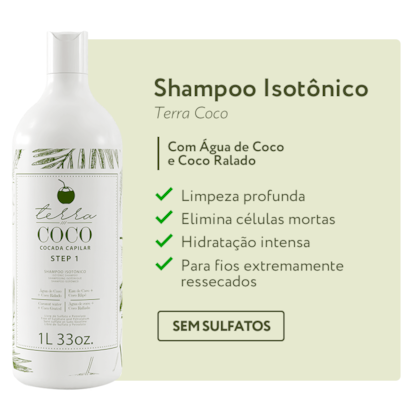 Shampoo Isotônico
Terra Coco
Com Água de Coco
e Coco Ralado
Limpeza profunda
Elimina células mortas
Hidratação intensa
Para fios extremamente
ressecados
SEM SULFATOS
terra
COCO
COCADA CAPILAR
STEP 1
SHAMPOO ISOTÔNICO
1L 33oz.